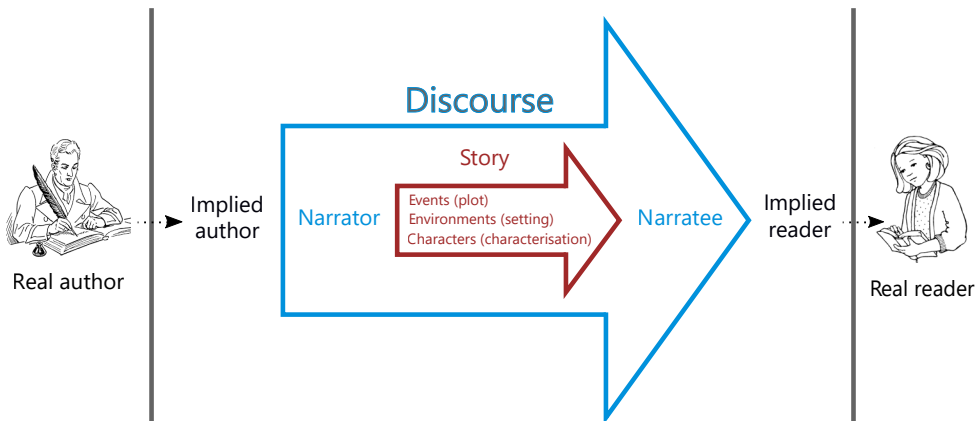 Discourse
Story
Events (plot)
Environments (setting)
Characters (characterisation)
Real author
Implied
author
Narrator
Narratee
Implied
reader
Real reader